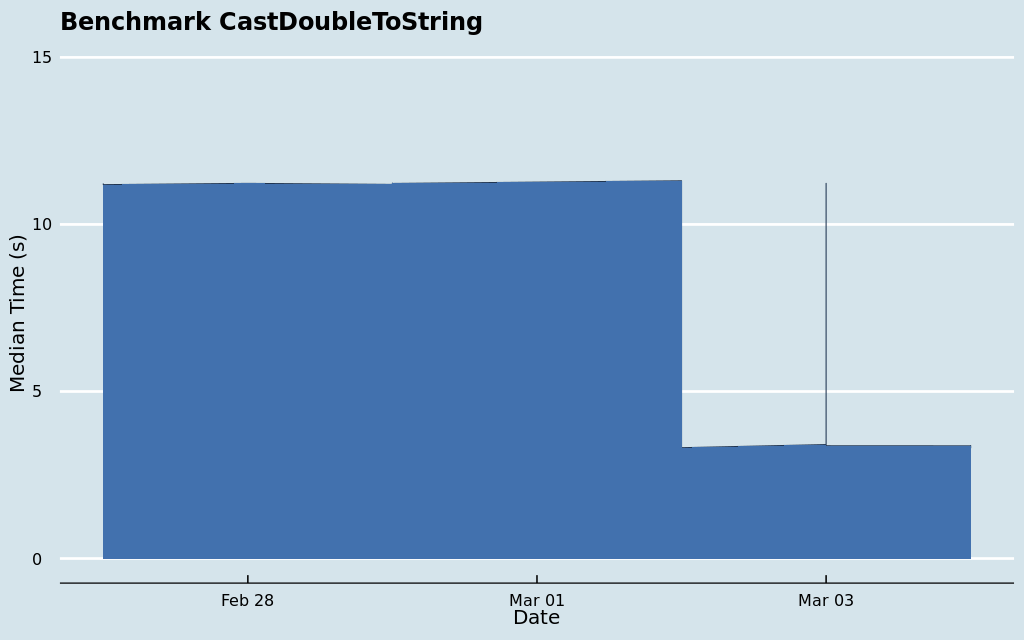 Benchmark CastDoubleToString
Median Time (s)
15
10
5
0
Feb 28
Mar 01
Mar 03
Date